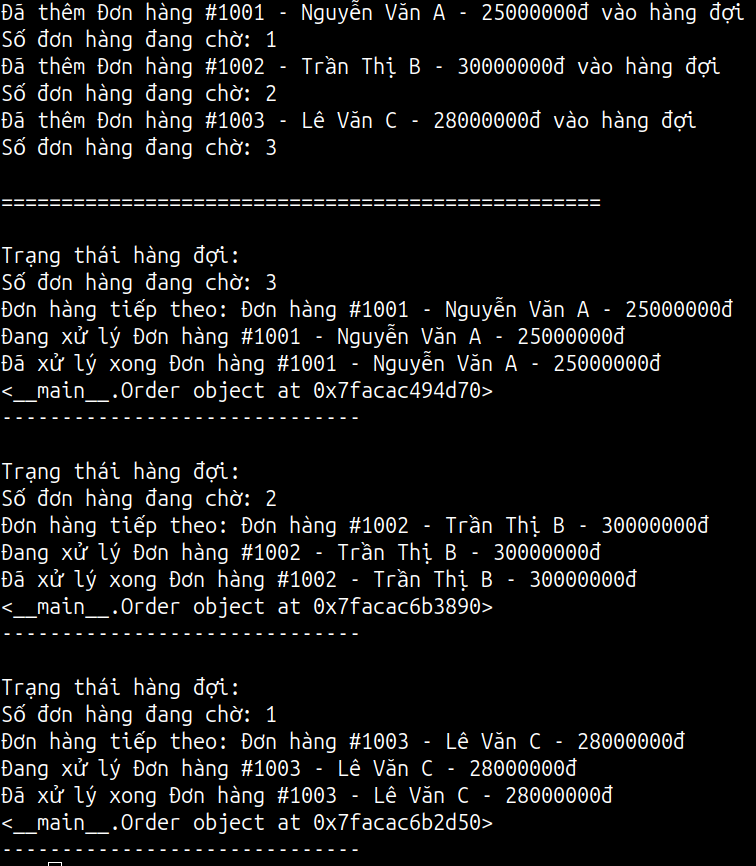 Đã thêm Đơn hàng #1001 - Nguyễn Văn A - 25000000đ vào hàng đợi
Số đơn hàng đang chờ: 1
Đã thêm Đơn hàng #1002 - Trần Thị B - 30000000đ vào hàng đợi
Số đơn hàng đang chờ: 2
Đã thêm Đơn hàng #1003 - Lê Văn C - 28000000đ vào hàng đợi
Số đơn hàng đang chờ: 3
==================================================
Trạng thái hàng đợi:
Số đơn hàng đang chờ: 3
Đơn hàng tiếp theo: Đơn hàng #1001 - Nguyễn Văn A - 25000000đ
Đang xử lý Đơn hàng #1001 - Nguyễn Văn A - 25000000đ
Đã xử lý xong Đơn hàng #1001 - Nguyễn Văn A - 25000000đ
<__main__.Order object at 0x7facac494d70>
------------------------------
Trạng thái hàng đợi:
Số đơn hàng đang chờ: 2
Đơn hàng tiếp theo: Đơn hàng #1002 - Trần Thị B - 30000000đ
Đang xử lý Đơn hàng #1002 - Trần Thị B - 30000000đ
Đã xử lý xong Đơn hàng #1002 - Trần Thị B - 30000000đ
<__main__.Order object at 0x7facac6b3890>
------------------------------
Trạng thái hàng đợi:
Số đơn hàng đang chờ: 1
Đơn hàng tiếp theo: Đơn hàng #1003 - Lê Văn C - 28000000đ
Đang xử lý Đơn hàng #1003 - Lê Văn C - 28000000đ
Đã xử lý xong Đơn hàng #1003 - Lê Văn C - 28000000đ
<__main__.Order object at 0x7facac6b2d50>
------------------------------